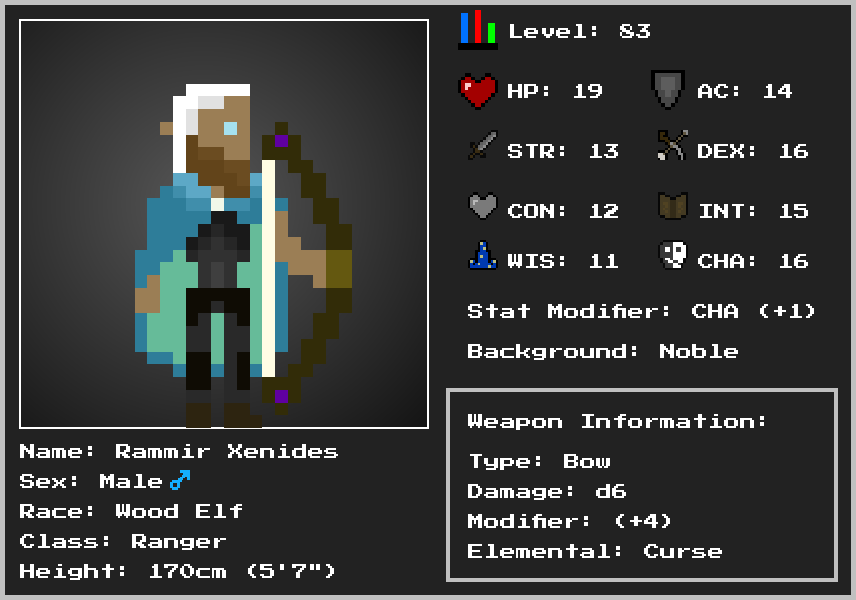 Level: 83
HP: 19
AC: 14
STR: 13
DEX: 16
CON: 12
INT: 15
WIS: 11
CHA: 16
Stat Modifier: CHA (+1)
Background: Noble
Name: Rammir Xenides
Sex: Male ♂
Race: Wood Elf
Class: Ranger
Height: 170cm (5'7")
Weapon Information:
Type: Bow
Damage: d6
Modifier: (+4)
Elemental: Curse